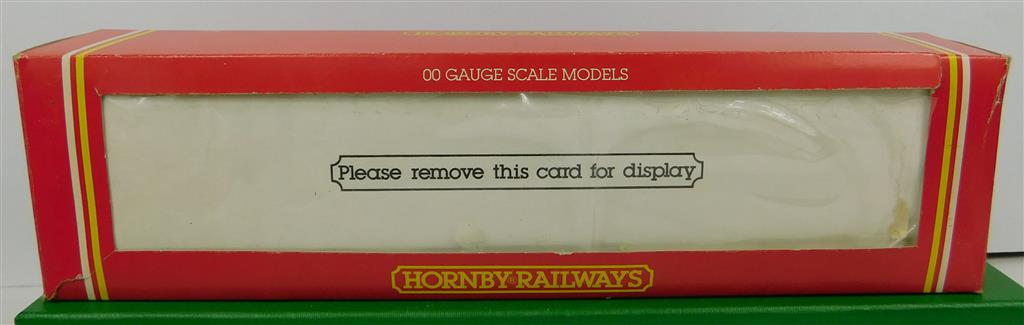 HORNBY RAILWAYS
00 GAUGE SCALE MODELS
Please remove this card for display
HORNBY® RAILWAYS